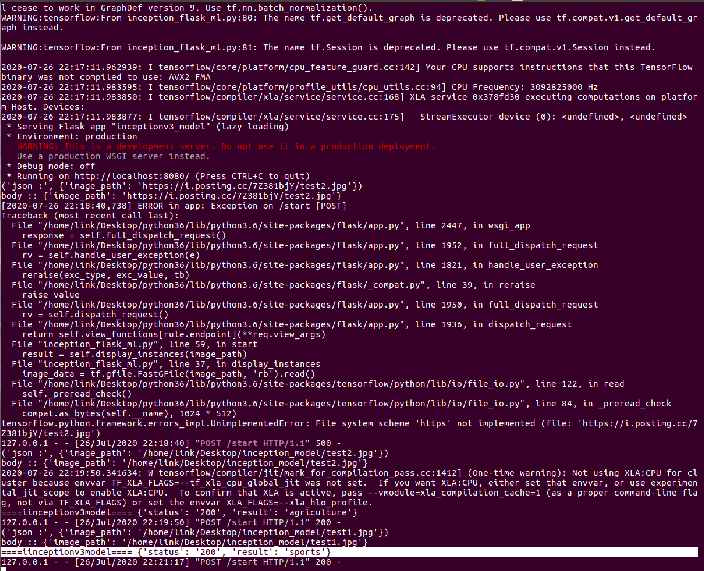 l cease to work in GraphDef version 9. Use tf.nn.batch_normalization().
WARNING:tensorflow:From inception_flask_ml.py:80: The name tf.get_default_graph is deprecated. Please use tf.compat.v1.get_default_gr
aph instead.
WARNING:tensorflow:From inception_flask_ml.py:81: The name tf.Session is deprecated. Please use tf.compat.v1.Session instead.
2020-07-26 22:17:11.962939: I tensorflow/core/platform/cpu_feature_guard.cc:142] Your CPU supports instructions that this TensorFlow
binary was not compiled to use: AVX2 FMA
2020-07-26 22:17:11.983595: I tensorflow/core/platform/profile_utils/cpu_utils.cc:94] CPU Frequency: 3092825000 Hz
2020-07-26 22:17:11.983850: I tensorflow/compiler/xla/service/service.cc:168] XLA service 0x378fd30 executing computations on platfor
m Host. Devices:
2020-07-26 22:17:11.983877: I tensorflow/compiler/xla/service/service.cc:175]   StreamExecutor device (0): <undefined>, <undefined>
* Serving Flask app "inceptionv3_model" (lazy loading)
* Environment: production
WARNING: This is a development server. Do not use it in a production deployment.
Use a production WSGI server instead.
* Debug mode: off
* Running on http://localhost:8080/ (Press CTRL+C to quit)
('json :', {'image_path': 'https://i.posting.cc/7Z381bjY/test2.jpg'})
body :: {'image_path': 'https://i.posting.cc/7Z381bjY/test2.jpg'}
[2020-07-26 22:18:40,738] ERROR in app: Exception on /start [POST]
Traceback (most recent call last):
File "/home/link/Desktop/python36/lib/python3.6/site-packages/flask/app.py", line 2447, in wsgi_app
response = self.full_dispatch_request()
File "/home/link/Desktop/python36/lib/python3.6/site-packages/flask/app.py", line 1952, in full_dispatch_request
rv = self.handle_user_exception(e)
File "/home/link/Desktop/python36/lib/python3.6/site-packages/flask/app.py", line 1821, in handle_user_exception
reraise(exc_type, exc_value, tb)
File "/home/link/Desktop/python36/lib/python3.6/site-packages/flask/_compat.py", line 39, in reraise
raise value
File "/home/link/Desktop/python36/lib/python3.6/site-packages/flask/app.py", line 1950, in full_dispatch_request
rv = self.dispatch_request()
File "/home/link/Desktop/python36/lib/python3.6/site-packages/flask/app.py", line 1936, in dispatch_request
return self.view_functions[rule.endpoint](**req.view_args)
File "inception_flask_ml.py", line 59, in start
result = self.display_instances(image_path)
File "inception_flask_ml.py", line 37, in display_instances
image_data = tf.gfile.FastGFile(image_path, 'rb').read()
File "/home/link/Desktop/python36/lib/python3.6/site-packages/tensorflow/python/lib/io/file_io.py", line 122, in read
self._preread_check()
File "/home/link/Desktop/python36/lib/python3.6/site-packages/tensorflow/python/lib/io/file_io.py", line 84, in _preread_check
compat.as_bytes(self.__name), 1024 * 512)
tensorflow.python.framework.errors_impl.UnimplementedError: File system scheme 'https' not implemented (file: 'https://i.posting.cc/7
Z381bjY/test2.jpg')
127.0.0.1 - - [26/Jul/2020 22:18:40] "POST /start HTTP/1.1" 500 -
('json :', {'image_path': '/home/link/Desktop/inception_model/test2.jpg'})
body :: {'image_path': '/home/link/Desktop/inception_model/test2.jpg'}
2020-07-26 22:19:50.341634: W tensorflow/compiler/jit/mark_for_compilation_pass.cc:1412] (One-time warning): Not using XLA:CPU for cl
uster because envvar TF_XLA_FLAGS=--tf_xla_cpu_global_jit was not set.  If you want XLA:CPU, either set that envvar, or use experimen
tal_jit_scope to enable XLA:CPU.  To confirm that XLA is active, pass --vmodule=xla_compilation_cache=1 (as a proper command-line fla
g, not via TF_XLA_FLAGS) or set the envvar XLA_FLAGS=--xla_hlo_profile.
====iinceptionv3model==== {'status': '200', 'result': 'agriculture'}
127.0.0.1 - - [26/Jul/2020 22:19:50] "POST /start HTTP/1.1" 200 -
('json :', {'image_path': '/home/link/Desktop/inception_model/test1.jpg'})
body :: {'image_path': '/home/link/Desktop/inception_model/test1.jpg'}
====iinceptionv3model==== {'status': '200', 'result': 'sports'}
127.0.0.1 - - [26/Jul/2020 22:21:17] "POST /start HTTP/1.1" 200 -